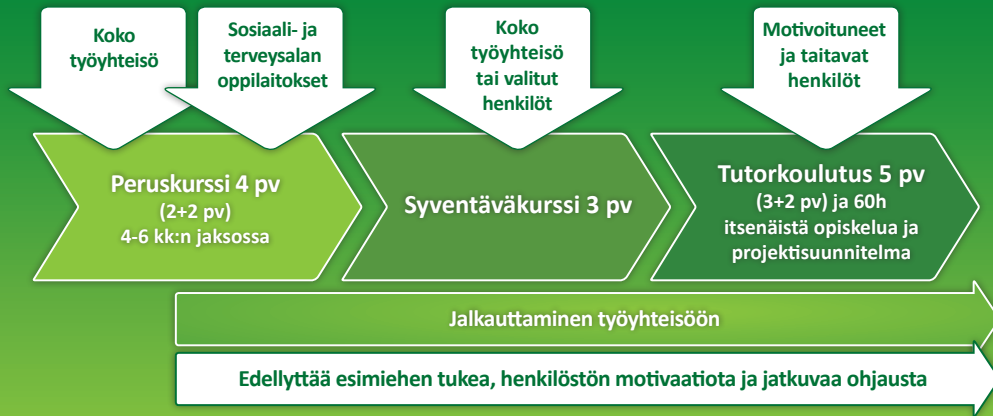 Koko
työyhteisö
Sosiaali- ja
terveysalan
oppilaitokset
Koko
työyhteisö
tai valitut
henkilöt
Motivoituneet
ja taitavat
henkilöt
Peruskurssi 4 pv
(2+2 pv)
4-6 kk:n jaksossa
Syventäväkurssi 3 pv
Tutorkoulutus 5 pv
(3+2 pv) ja 60h
itsenäistä opiskelua ja
projektisuunnitelma
Jalkauttaminen työyhteisöön
Edellyttää esimiehen tukea, henkilöstön motivaatiota ja jatkuvaa ohjausta